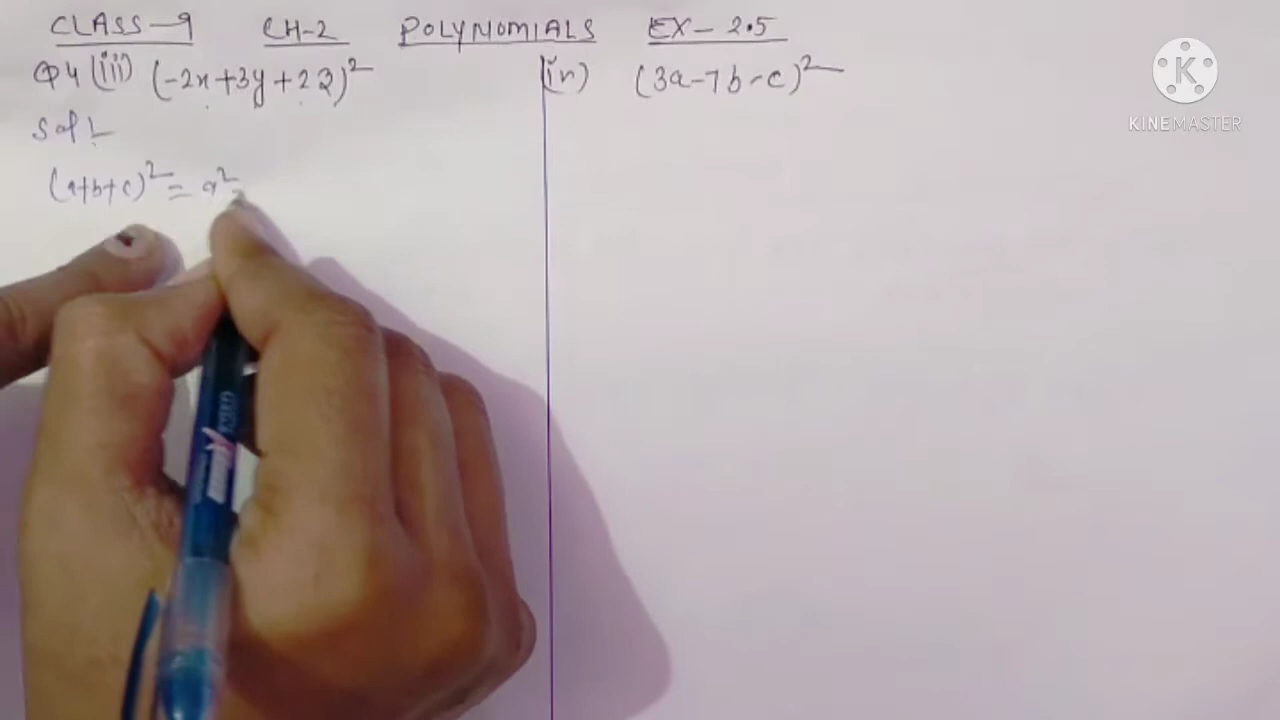 CLASS-9 CH-2 POLYNOMIALS EX-2.5
Q4 (iii) (-2x+3y+2z)²
(iv) (3a-7b-c)²
Sol:-
(a+b+c)² = a²
K
KINEMASTER